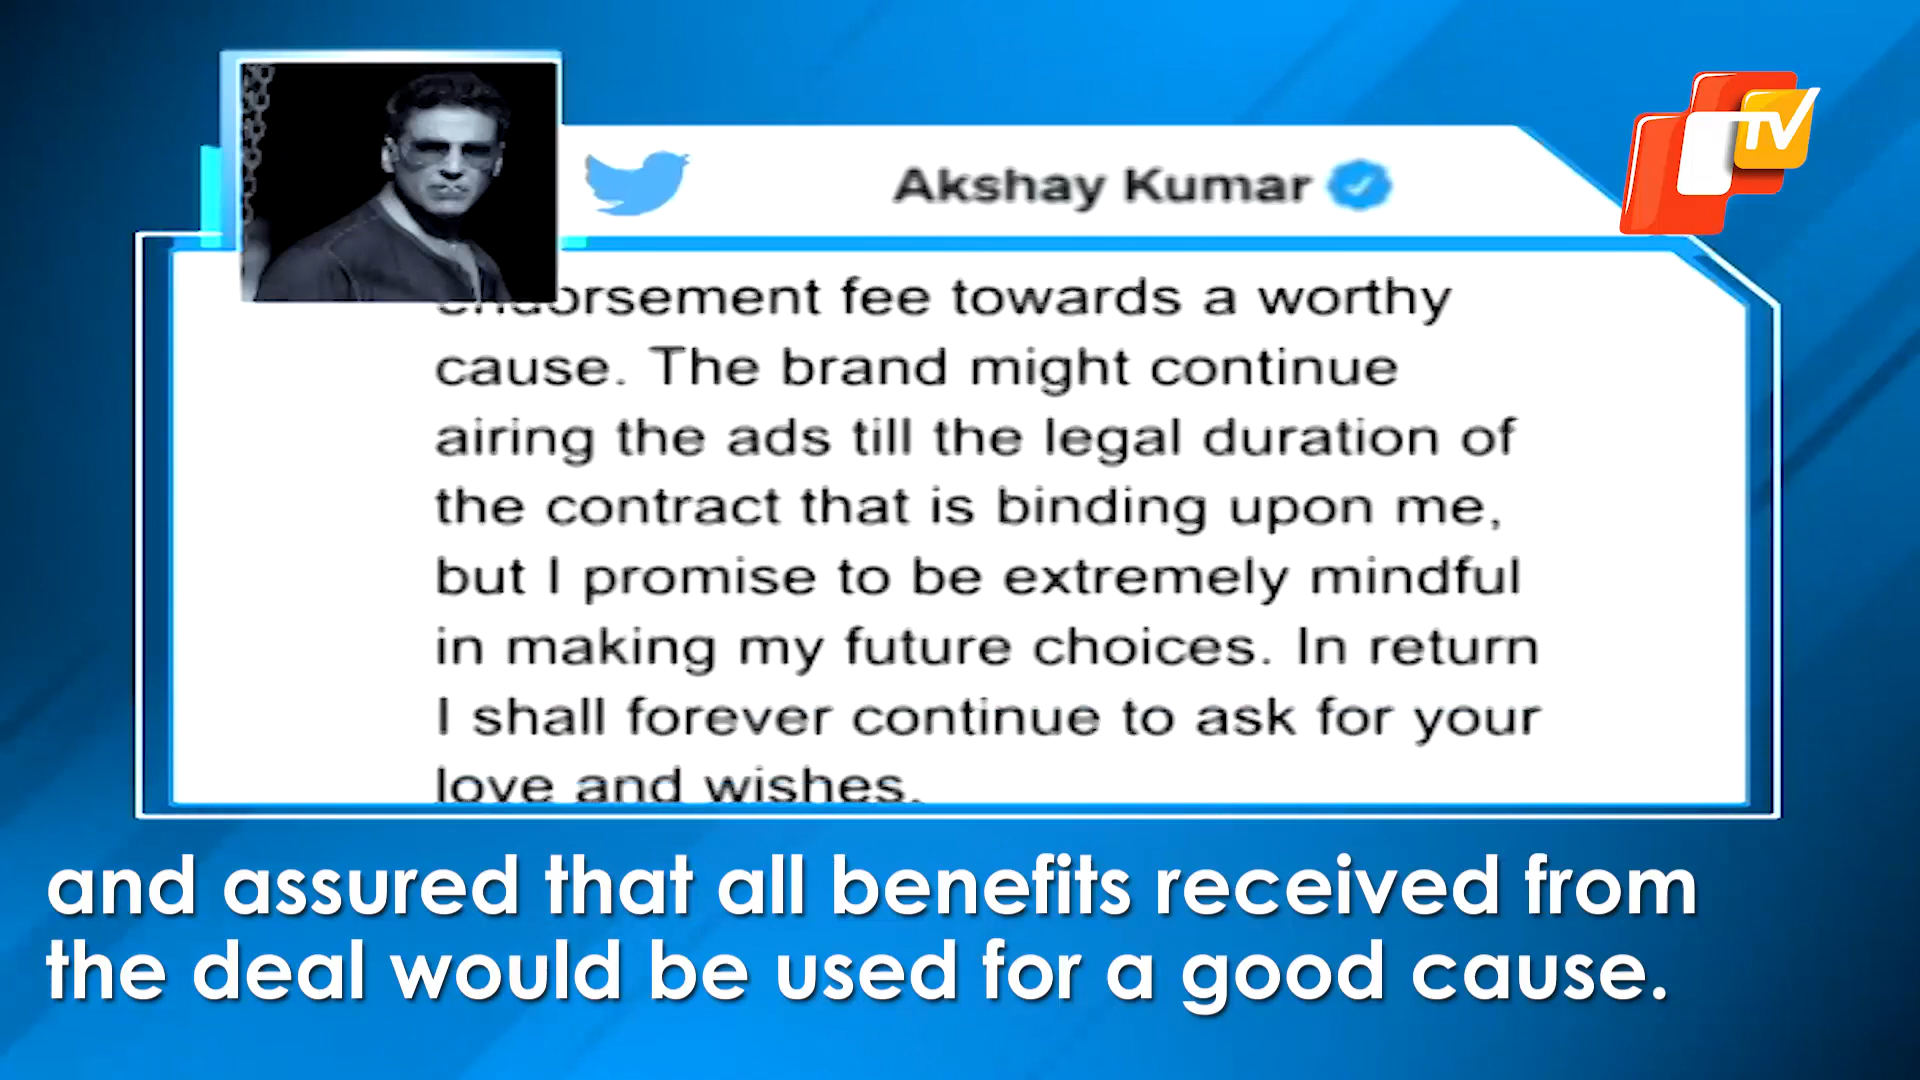 Akshay Kumar
endorsement fee towards a worthy
cause. The brand might continue
airing the ads till the legal duration of
the contract that is binding upon me,
but I promise to be extremely mindful
in making my future choices. In return
I shall forever continue to ask for your
love and wishes.
TV
and assured that all benefits received from
the deal would be used for a good cause.